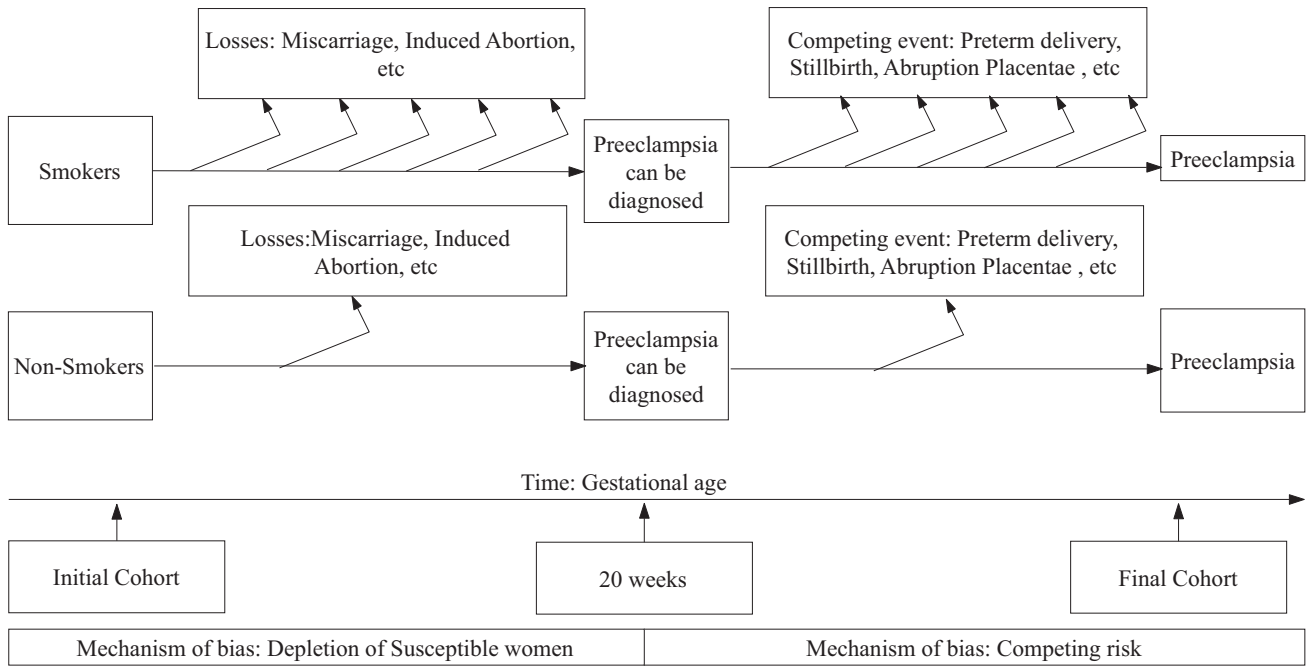 Losses: Miscarriage, Induced Abortion,
etc
Competing event: Preterm delivery,
Stillbirth, Abruption Placentae , etc
Smokers
Preeclampsia
can be
diagnosed
Preeclampsia
Losses:Miscarriage, Induced
Abortion, etc
Competing event: Preterm delivery,
Stillbirth, Abruption Placentae , etc
Non-Smokers
Preeclampsia
can be
diagnosed
Preeclampsia
Time: Gestational age
Initial Cohort
20 weeks
Final Cohort
Mechanism of bias: Depletion of Susceptible women
Mechanism of bias: Competing risk